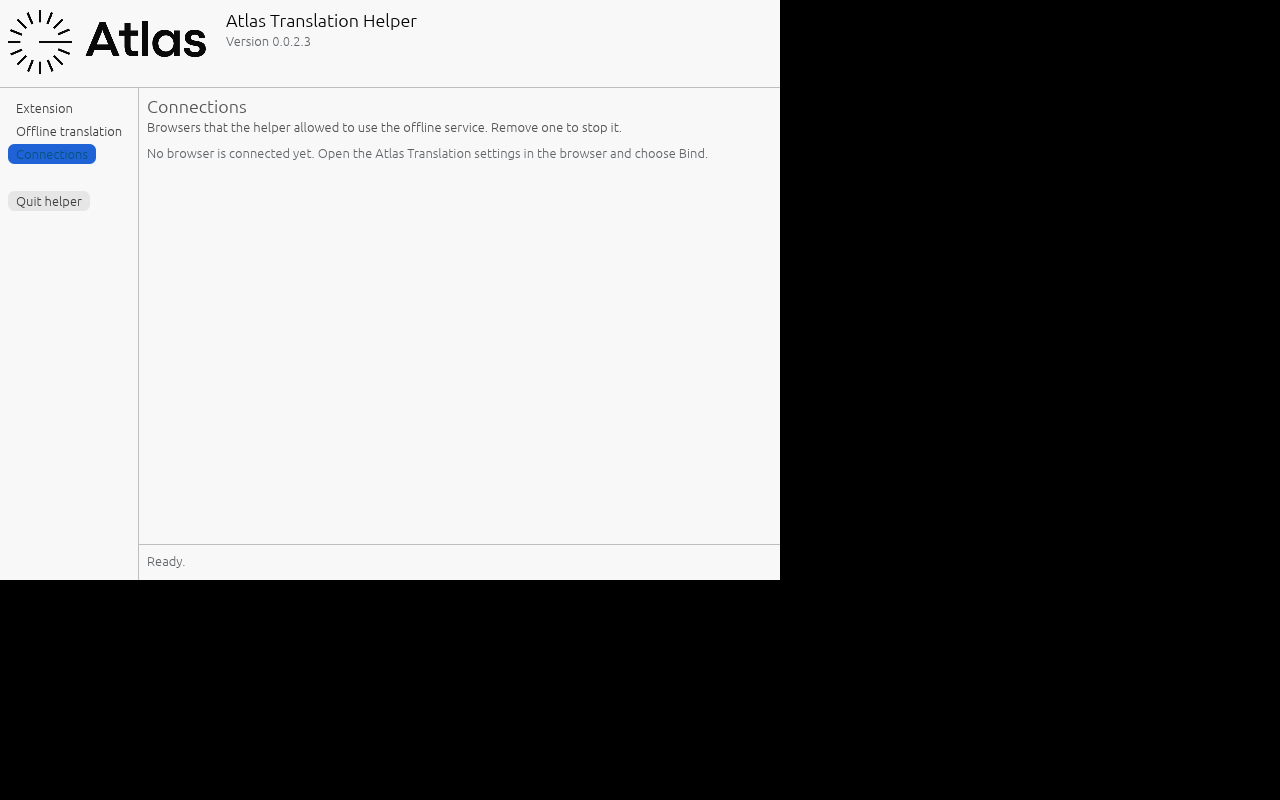 Atlas
Atlas Translation Helper
Version 0.0.2.3
Extension
Offline translation
Connections
Quit helper
Connections
Browsers that the helper allowed to use the offline service. Remove one to stop it.
No browser is connected yet. Open the Atlas Translation settings in the browser and choose Bind.
Ready.